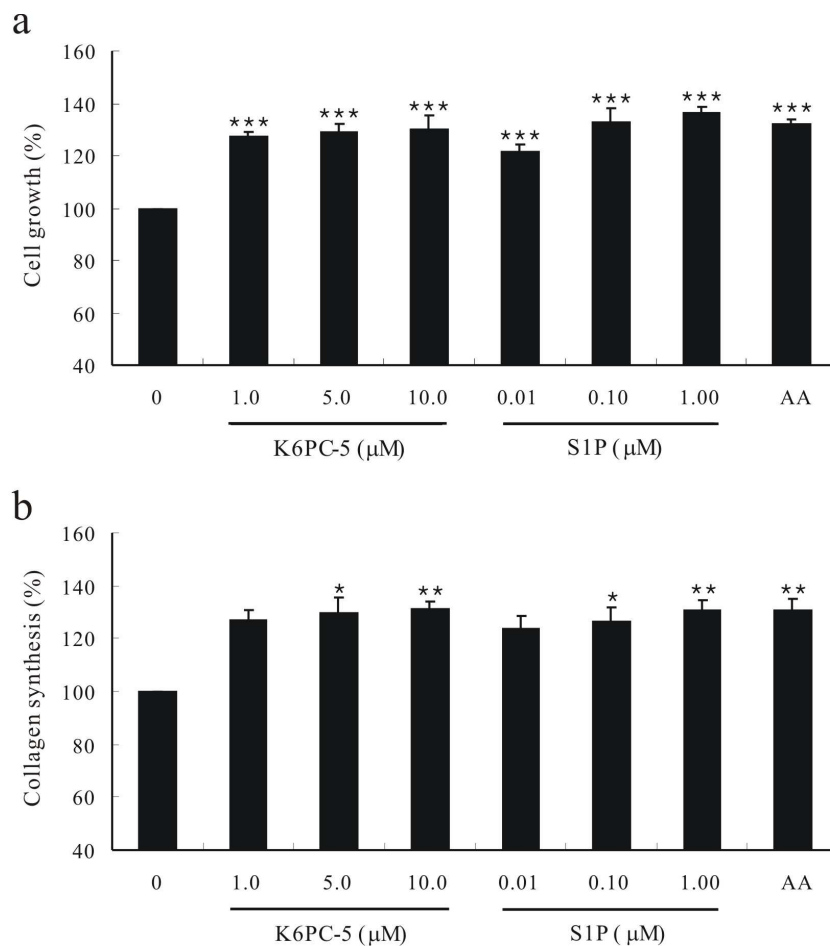 a
160
140
120
100
80
60
40
Cell growth (%)
*** *** *** *** *** *** ***
0 1.0 5.0 10.0 0.01 0.10 1.00 AA
K6PC-5 (μM) S1P (μM)
b
160
140
120
100
80
60
40
Collagen synthesis (%)
* ** * ** **
0 1.0 5.0 10.0 0.01 0.10 1.00 AA
K6PC-5 (μM) S1P (μM)